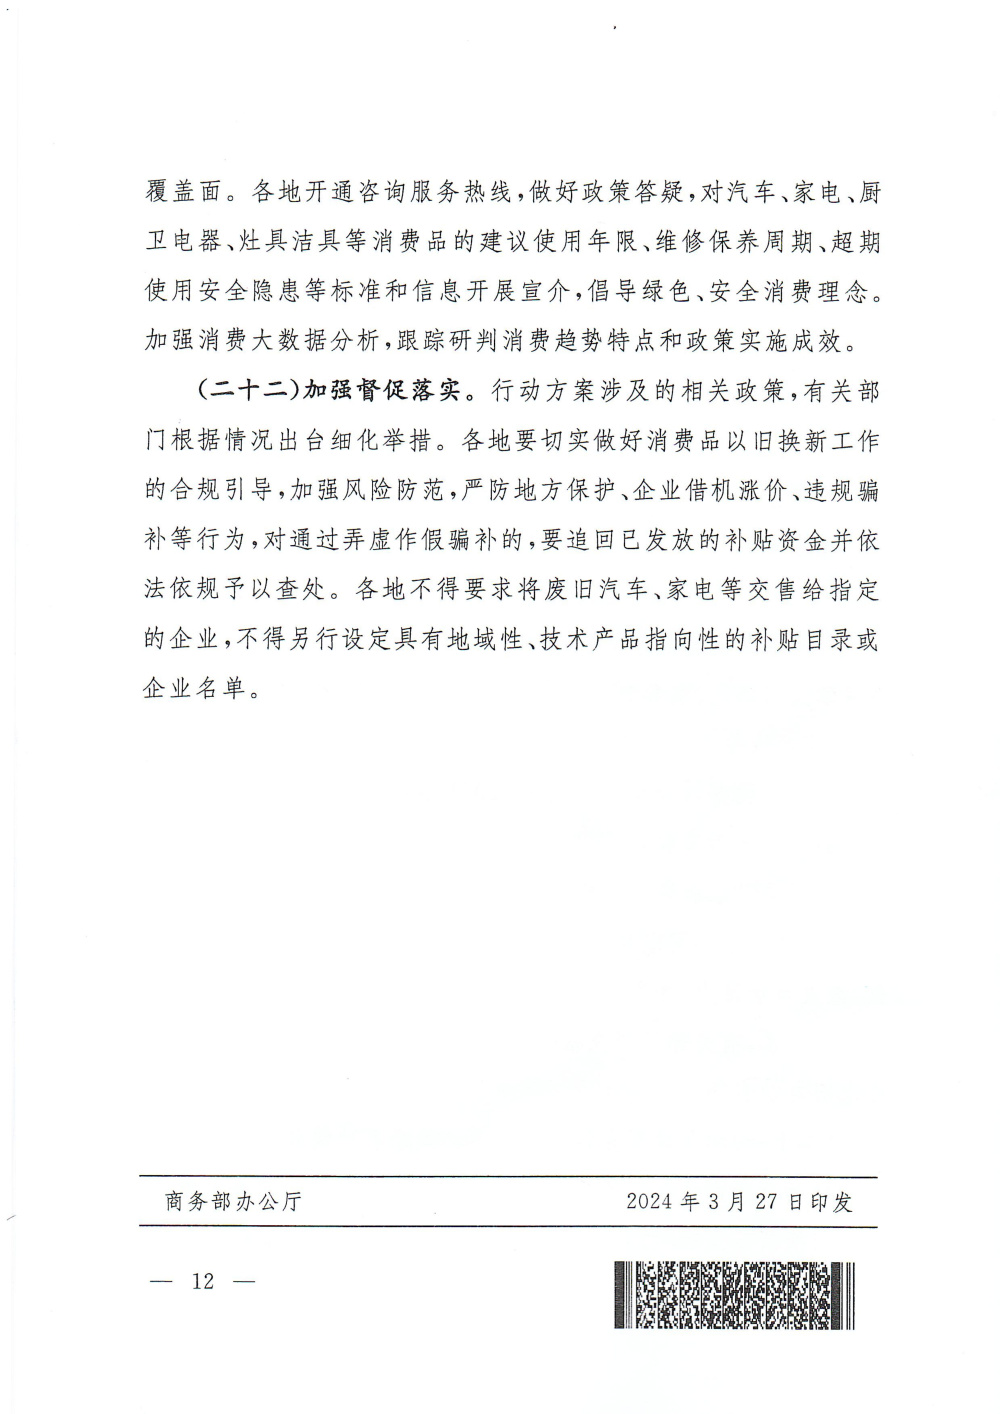 覆盖面。各地开通咨询服务热线,做好政策答疑,对汽车、家电、厨
卫电器、灶具洁具等消费品的建议使用年限、维修保养周期、超期
使用安全隐患等标准和信息开展宣介,倡导绿色、安全消费理念。
加强消费大数据分析,跟踪研判消费趋势特点和政策实施成效。
(二十二)加强督促落实。行动方案涉及的相关政策,有关部
门根据情况出台细化举措。各地要切实做好消费品以旧换新工作
的合规引导,加强风险防范,严防地方保护、企业借机涨价、违规骗
补等行为,对通过弄虚作假骗补的,要追回已发放的补贴资金并依
法依规予以查处。各地不得要求将废旧汽车、家电等交售给指定
的企业,不得另行设定具有地域性、技术产品指向性的补贴目录或
企业名单。
商务部办公厅 2024年3月27日印发
— 12 —